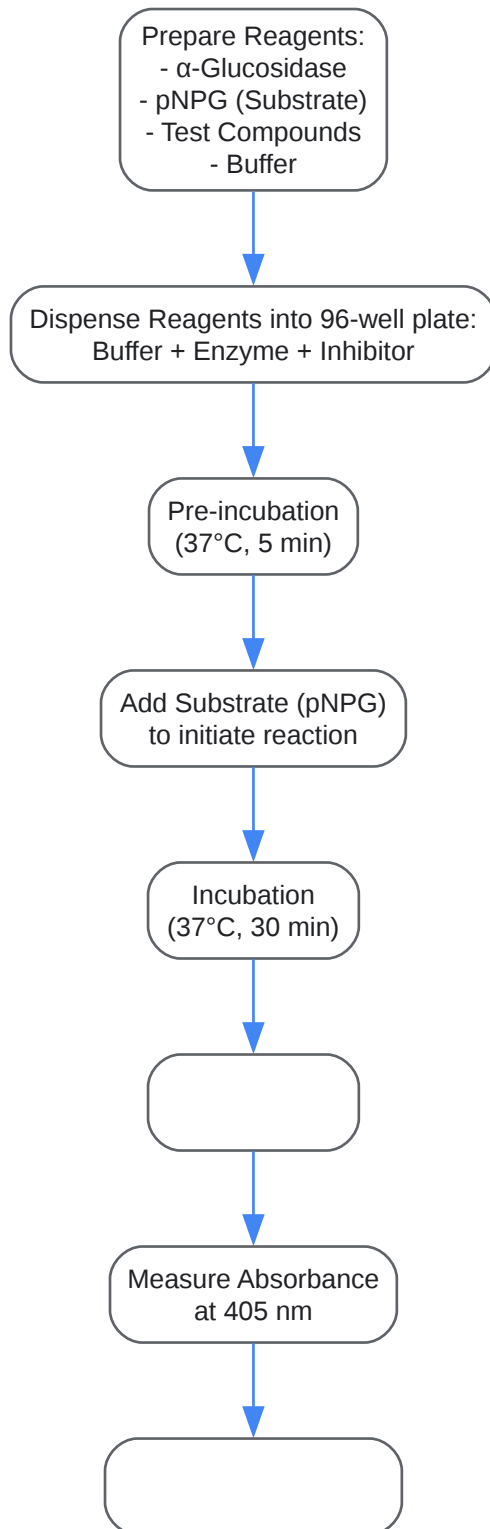 Prepare Reagents:
- α-Glucosidase
- pNPG (Substrate)
- Test Compounds
- Buffer
Dispense Reagents into 96-well plate:
Buffer + Enzyme + Inhibitor
Pre-incubation
(37°C, 5 min)
Add Substrate (pNPG)
to initiate reaction
Incubation
(37°C, 30 min)
Measure Absorbance
at 405 nm